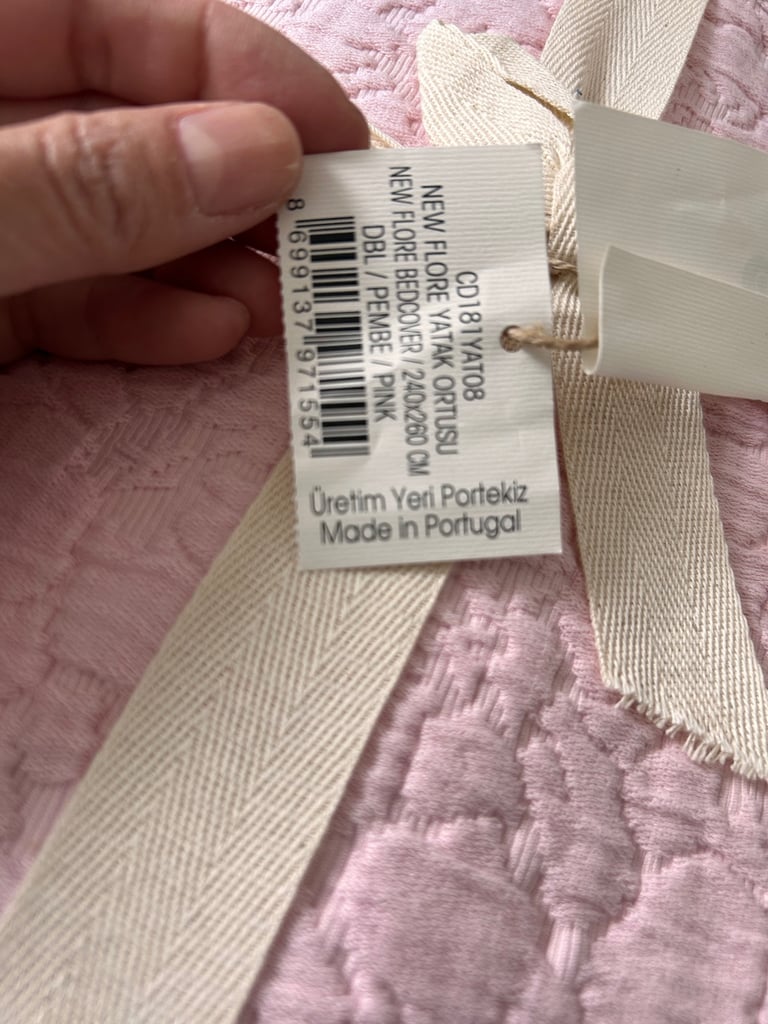 CD181YAT08
NEW FLORE YATAK ORTUSU
NEW FLORE BEDCOVER / 240x260 CM
DBL / PEMBE / PINK
8 699137 971554
Üretim Yeri Portekiz
Made in Portugal